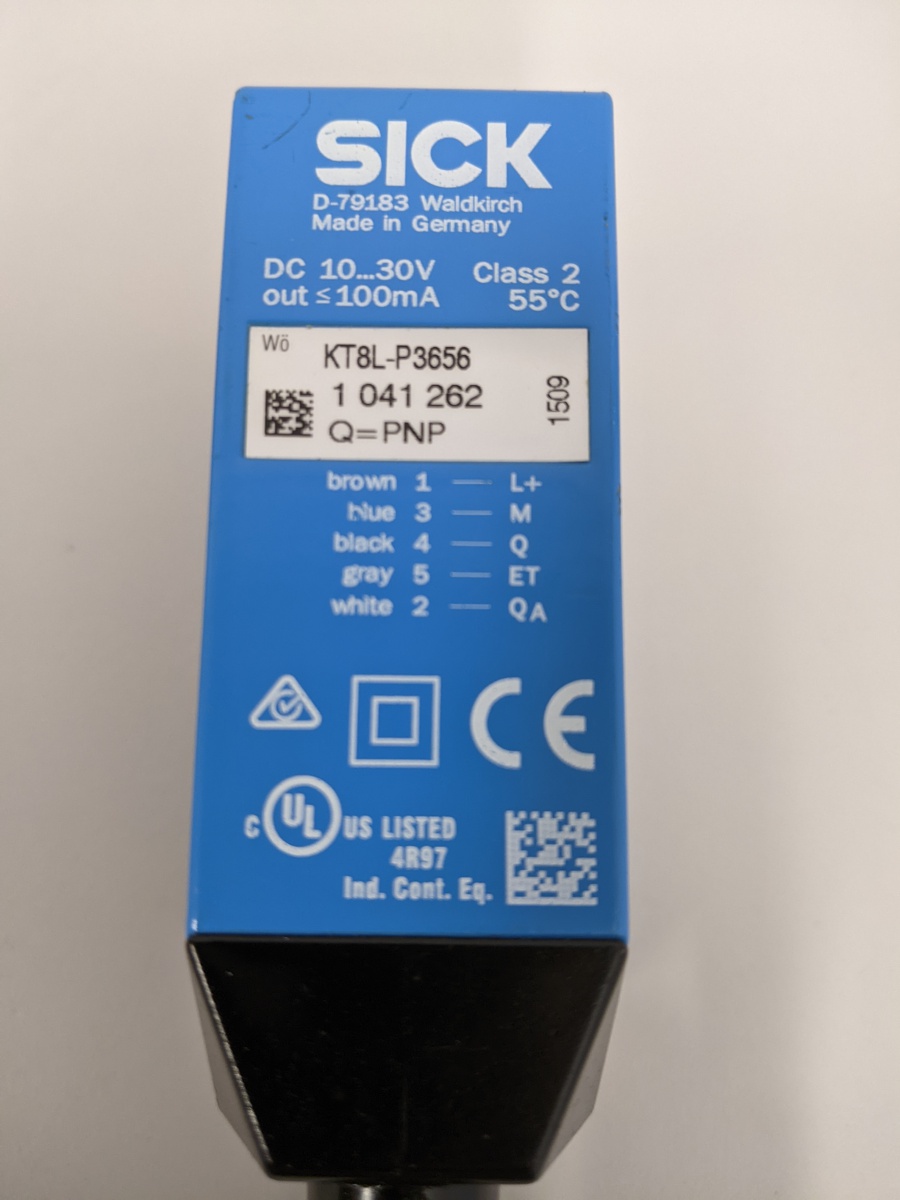 SICK
D-79183 Waldkirch
Made in Germany
DC 10...30V Class 2
out ≤100mA 55°C
Wö
KT8L-P3656
1 041 262
Q=PNP
1509
brown 1 — L+
blue 3 — M
black 4 — Q
gray 5 — ET
white 2 — QA
CE
c UL US LISTED
4R97
Ind. Cont. Eq.